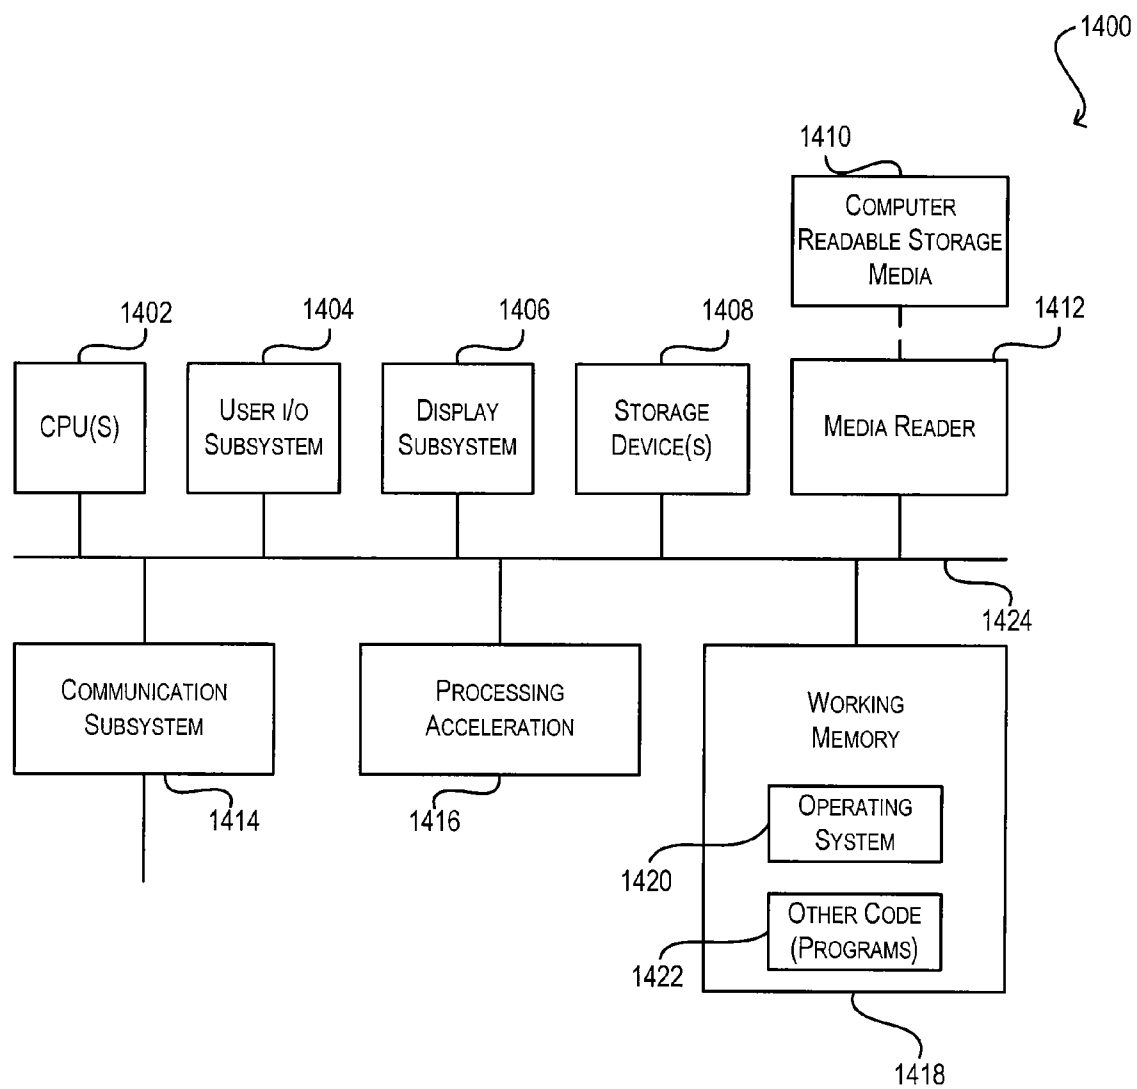 1400
1410
COMPUTER
READABLE STORAGE
MEDIA
1402
1404
1406
1408
1412
CPU(S)
USER I/O
SUBSYSTEM
DISPLAY
SUBSYSTEM
STORAGE
DEVICE(S)
MEDIA READER
1424
COMMUNICATION
SUBSYSTEM
PROCESSING
ACCELERATION
WORKING
MEMORY
1414
1416
OPERATING
SYSTEM
1420
OTHER CODE
(PROGRAMS)
1422
1418